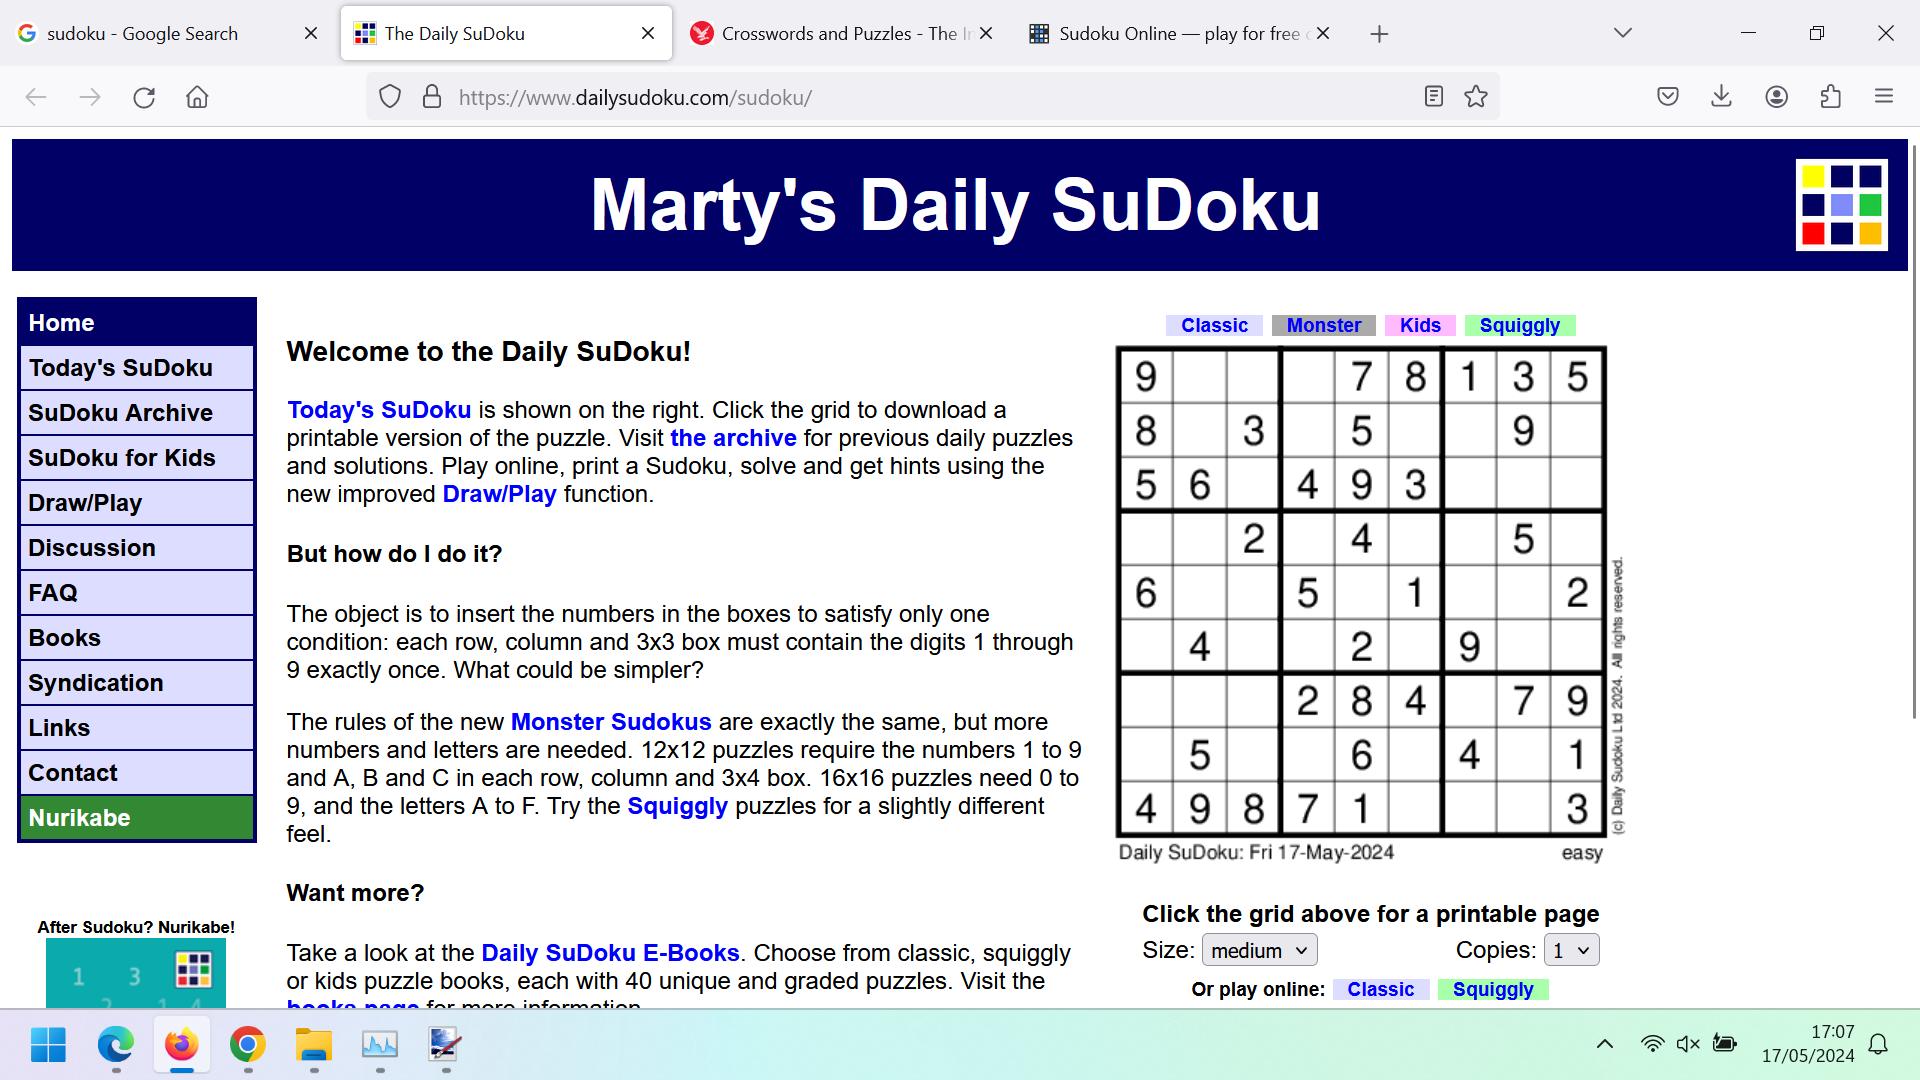 sudoku - Google Search
The Daily SuDoku
Crosswords and Puzzles - The In
Sudoku Online — play for free
https://www.dailysudoku.com/sudoku/
Marty's Daily SuDoku
Home
Today's SuDoku
SuDoku Archive
SuDoku for Kids
Draw/Play
Discussion
FAQ
Books
Syndication
Links
Contact
Nurikabe
After Sudoku? Nurikabe!
1 3
2 1 4
Welcome to the Daily SuDoku!
Today's SuDoku is shown on the right. Click the grid to download a
printable version of the puzzle. Visit the archive for previous daily puzzles
and solutions. Play online, print a Sudoku, solve and get hints using the
new improved Draw/Play function.
But how do I do it?
The object is to insert the numbers in the boxes to satisfy only one
condition: each row, column and 3x3 box must contain the digits 1 through
9 exactly once. What could be simpler?
The rules of the new Monster Sudokus are exactly the same, but more
numbers and letters are needed. 12x12 puzzles require the numbers 1 to 9
and A, B and C in each row, column and 3x4 box. 16x16 puzzles need 0 to
9, and the letters A to F. Try the Squiggly puzzles for a slightly different
feel.
Want more?
Take a look at the Daily SuDoku E-Books. Choose from classic, squiggly
or kids puzzle books, each with 40 unique and graded puzzles. Visit the
books page for more information.
Classic Monster Kids Squiggly
9 7 8 1 3 5
8 3 5 9
5 6 4 9 3
2 4 5
6 5 1 2
4 2 9
2 8 4 7 9
5 6 4 1
4 9 8 7 1 3
(c) Daily Sudoku Ltd 2024. All rights reserved.
Daily SuDoku: Fri 17-May-2024 easy
Click the grid above for a printable page
Size: medium Copies: 1
Or play online: Classic Squiggly
17:07
17/05/2024